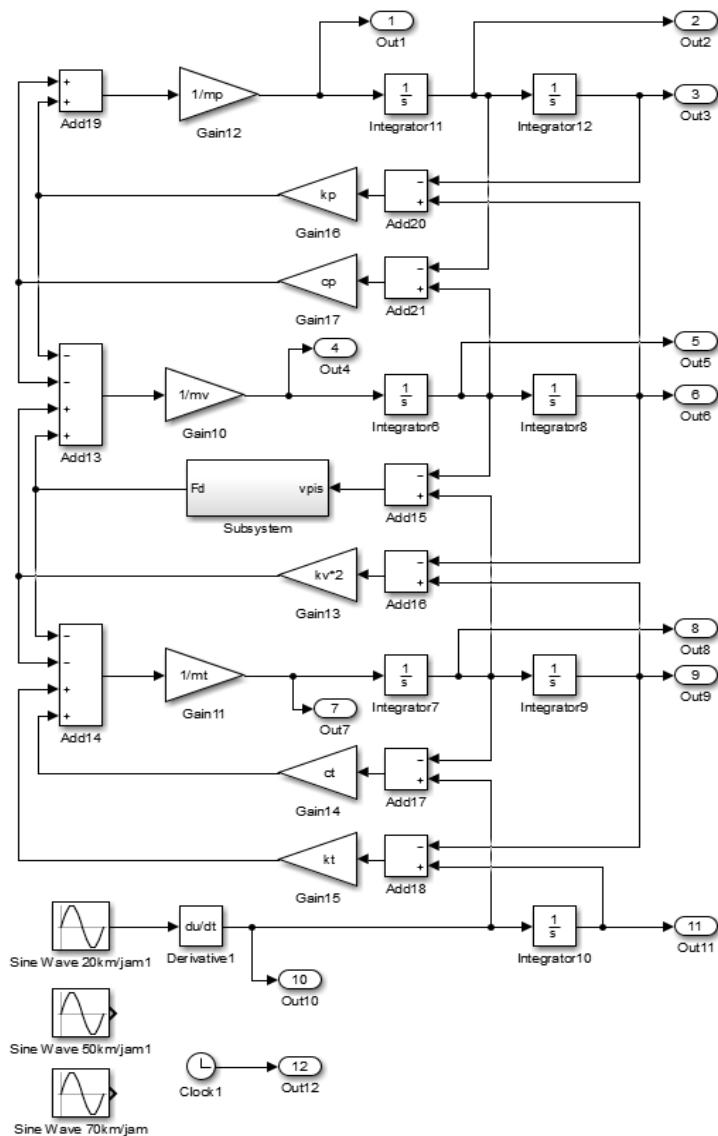 1
Out1
2
Out2
+
+
Add19
1/mp
Gain12
1
s
Integrator11
1
s
Integrator12
3
Out3
kp
Gain16
−
+
Add20
cp
Gain17
−
+
Add21
−
−
+
+
Add13
1/mv
Gain10
4
Out4
1
s
Integrator6
1
s
Integrator8
5
Out5
6
Out6
Fd
vpis
Subsystem
−
+
Add15
kv*2
Gain13
−
+
Add16
−
−
+
+
Add14
1/mt
Gain11
7
Out7
1
s
Integrator7
1
s
Integrator9
8
Out8
9
Out9
ct
Gain14
−
+
Add17
kt
Gain15
−
+
Add18
Sine Wave 20km/jam1
du/dt
Derivative1
10
Out10
1
s
Integrator10
11
Out11
Sine Wave 50km/jam1
Clock1
12
Out12
Sine Wave 70km/jam